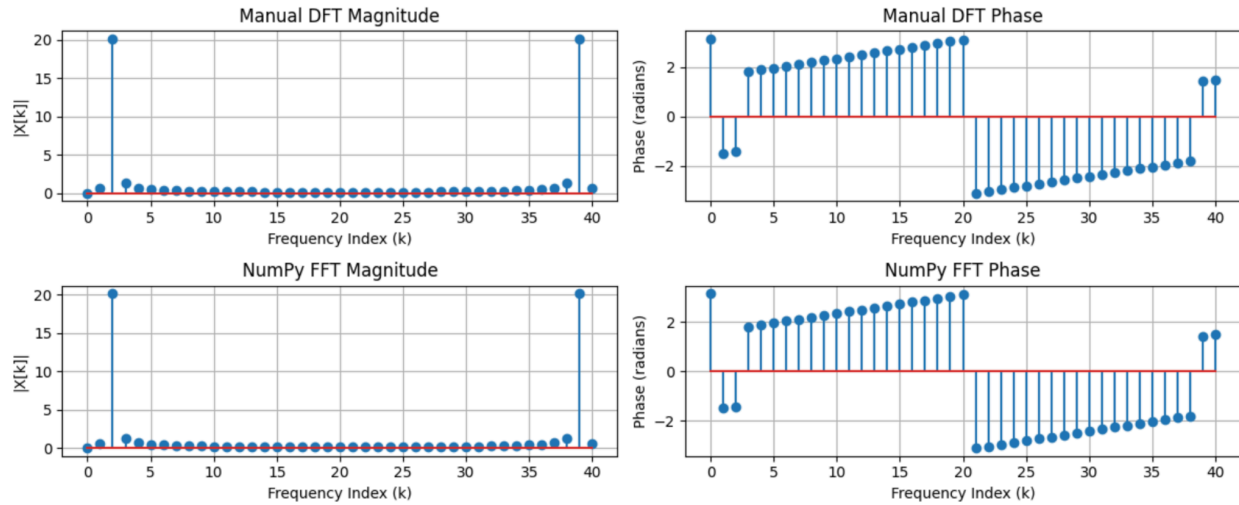 Manual DFT Magnitude
|X[k]|
20
15
10
5
0
0 5 10 15 20 25 30 35 40
Frequency Index (k)
Manual DFT Phase
Phase (radians)
2
0
−2
0 5 10 15 20 25 30 35 40
Frequency Index (k)
NumPy FFT Magnitude
|X[k]|
20
15
10
5
0
0 5 10 15 20 25 30 35 40
Frequency Index (k)
NumPy FFT Phase
Phase (radians)
2
0
−2
0 5 10 15 20 25 30 35 40
Frequency Index (k)